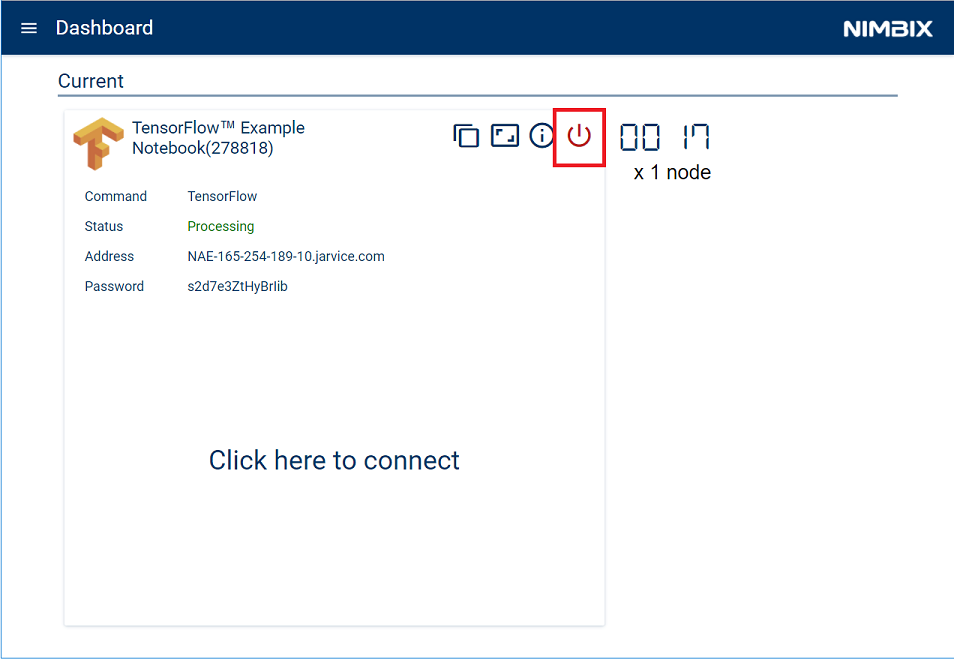 Dashboard
NIMBIX
Current
TensorFlow™ Example
Notebook(278818)
00 17
x 1 node
Command TensorFlow
Status Processing
Address NAE-165-254-189-10.jarvice.com
Password s2d7e3ZtHyBrIib
Click here to connect